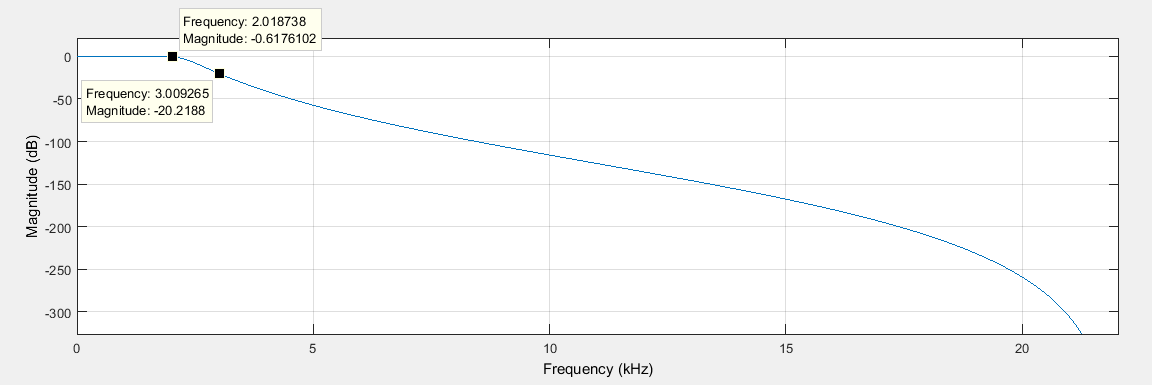 Frequency: 2.018738
Magnitude: -0.6176102
Frequency: 3.009265
Magnitude: -20.2188
Magnitude (dB)
0
-50
-100
-150
-200
-250
-300
0 5 10 15 20
Frequency (kHz)